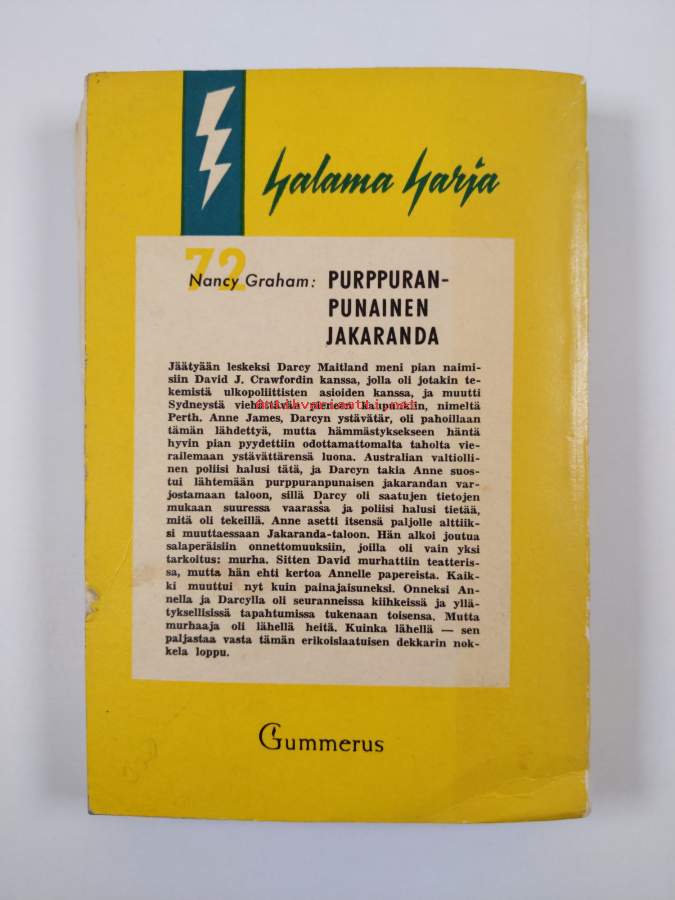 Salama Sarja
72
Nancy Graham: PURPPURAN-
PUNAINEN
JAKARANDA
Jäätyään leskeksi Darcy Maitland meni pian naimi-
siin David J. Crawfordin kanssa, jolla oli jotakin te-
kemistä ulkopoliittisten asioiden kanssa, ja muutti
Sydneystä viehättävään pieneen kaupunkiin, nimeltä
Antikvariantti.net
Perth. Anne James, Darcyn ystävätär, oli pahoillaan
tämän lähdettyä, mutta hämmästyksekseen häntä
hyvin pian pyydettiin odottamattomalta taholta vie-
railemaan ystävättärensä luona. Australian valtiolli-
nen poliisi halusi tätä, ja Darcyn takia Anne suos-
tui lähtemään purppuranpunaisen jakarandan var-
jostamaan taloon, sillä Darcy oli saatujen tietojen
mukaan suuressa vaarassa ja poliisi halusi tietää,
mitä oli tekeillä. Anne asetti itsensä paljolle alttiik-
si muuttaessaan Jakaranda-taloon. Hän alkoi joutua
salaperäisiin onnettomuuksiin, joilla oli vain yksi
tarkoitus: murha. Sitten David murhattiin teatteris-
sa, mutta hän ehti kertoa Annelle papereista. Kaik-
ki muuttui nyt kuin painajaisuneksi. Onneksi An-
nella ja Darcylla oli seuranneissa kiihkeissä ja yllä-
tyksellisissä tapahtumissa tukenaan toisensa. Mutta
murhaaja oli lähellä heitä. Kuinka lähellä — sen
paljastaa vasta tämän erikoislaatuisen dekkarin nok-
kela loppu.
Gummerus